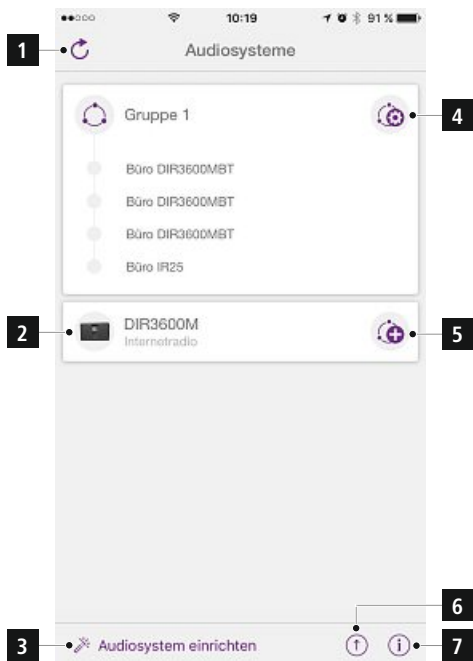 10:19 91 %
1 Audiosysteme
Gruppe 1 4
Büro DIR3600MBT
Büro DIR3600MBT
Büro DIR3600MBT
Büro IR25
2 DIR3600M 5
Internetradio
6
3 Audiosystem einrichten 7